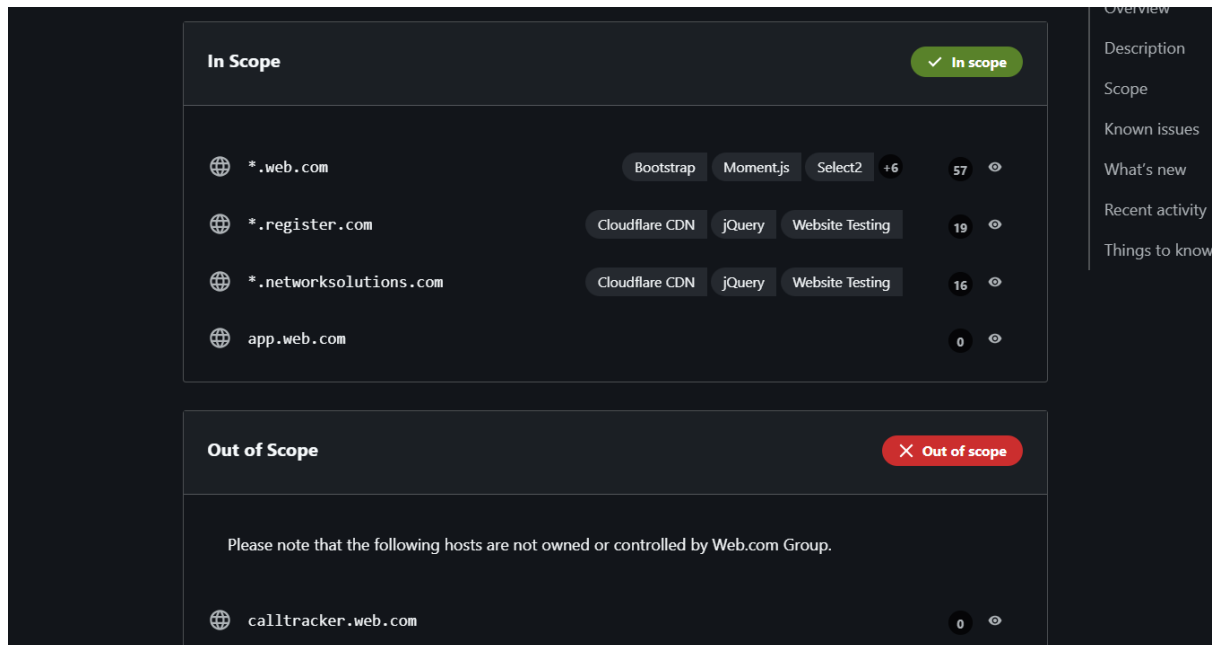 Overview
In Scope
In scope
Description
Scope
Known issues
What's new
Recent activity
Things to know
*.web.com Bootstrap Moment.js Select2 +6 57
*.register.com Cloudflare CDN jQuery Website Testing 19
*.networksolutions.com Cloudflare CDN jQuery Website Testing 16
app.web.com 0
Out of Scope
Out of scope
Please note that the following hosts are not owned or controlled by Web.com Group.
calltracker.web.com 0